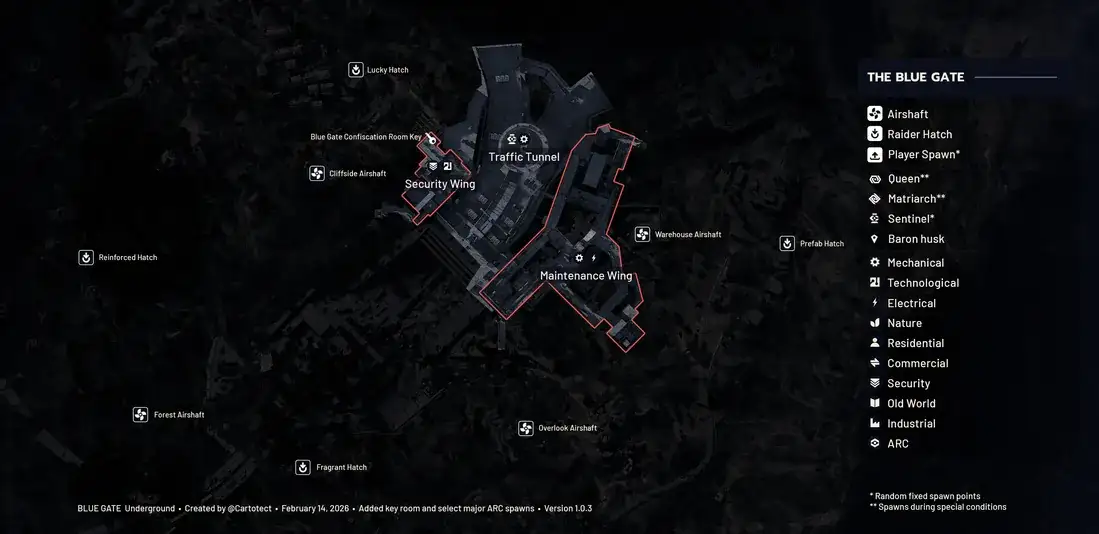 Lucky Hatch
Blue Gate Confiscation Room Key
Traffic Tunnel
Cliffside Airshaft
Security Wing
Warehouse Airshaft
Prefab Hatch
Reinforced Hatch
Maintenance Wing
Forest Airshaft
Overlook Airshaft
Fragrant Hatch
BLUE GATE Underground • Created by @Cartotect • February 14, 2026 • Added key room and select major ARC spawns • Version 1.0.3
THE BLUE GATE
Airshaft
Raider Hatch
Player Spawn*
Queen**
Matriarch**
Sentinel*
Baron husk
Mechanical
Technological
Electrical
Nature
Residential
Commercial
Security
Old World
Industrial
ARC
* Random fixed spawn points
** Spawns during special conditions